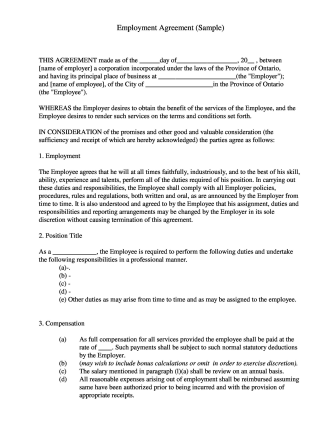 Employment Agreement (Sample)
THIS AGREEMENT made as of the ______day of___________________, 20__ , between
[name of employer] a corporation incorporated under the laws of the Province of Ontario,
and having its principal place of business at _______________________(the "Employer");
and [name of employee], of the City of ____________________in the Province of Ontario
(the "Employee").
WHEREAS the Employer desires to obtain the benefit of the services of the Employee, and the
Employee desires to render such services on the terms and conditions set forth.
IN CONSIDERATION of the promises and other good and valuable consideration (the
sufficiency and receipt of which are hereby acknowledged) the parties agree as follows:
1. Employment
The Employee agrees that he will at all times faithfully, industriously, and to the best of his skill,
ability, experience and talents, perform all of the duties required of his position. In carrying out
these duties and responsibilities, the Employee shall comply with all Employer policies,
procedures, rules and regulations, both written and oral, as are announced by the Employer from
time to time. It is also understood and agreed to by the Employee that his assignment, duties and
responsibilities and reporting arrangements may be changed by the Employer in its sole
discretion without causing termination of this agreement.
2. Position Title
As a _____________, the Employee is required to perform the following duties and undertake
the following responsibilities in a professional manner.
(a)-.
(b) -
(c) -
(d) -
(e) Other duties as may arise from time to time and as may be assigned to the employee.
3. Compensation
(a) As full compensation for all services provided the employee shall be paid at the
rate of ____. Such payments shall be subject to such normal statutory deductions
by the Employer.
(b) (may wish to include bonus calculations or omit in order to exercise discretion).
(c) The salary mentioned in paragraph (l)(a) shall be review on an annual basis.
(d) All reasonable expenses arising out of employment shall be reimbursed assuming
same have been authorized prior to being incurred and with the provision of
appropriate receipts.